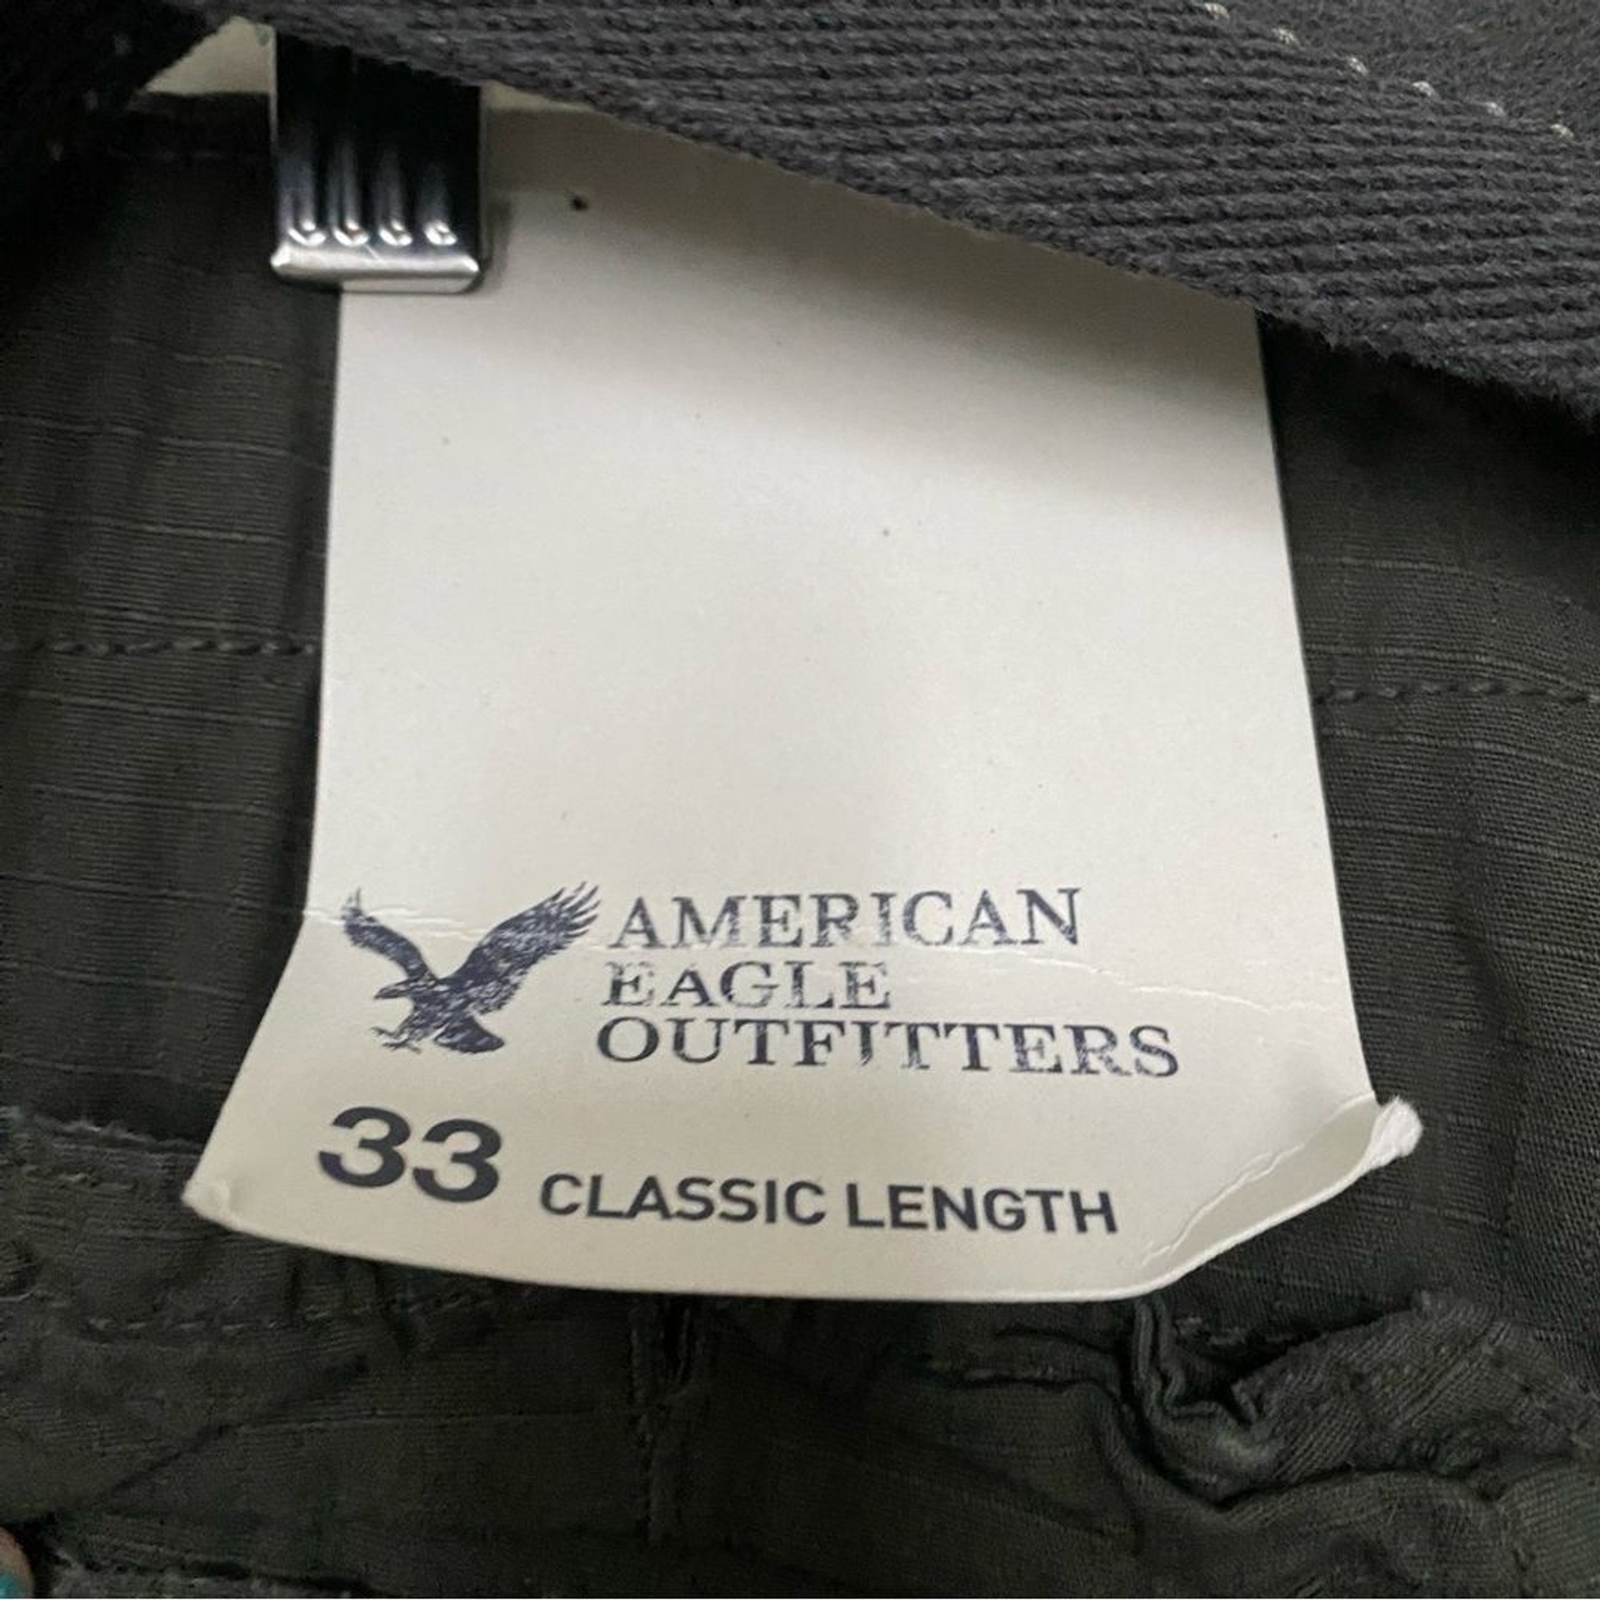 AMERICAN
EAGLE
OUTFITTERS
33 CLASSIC LENGTH